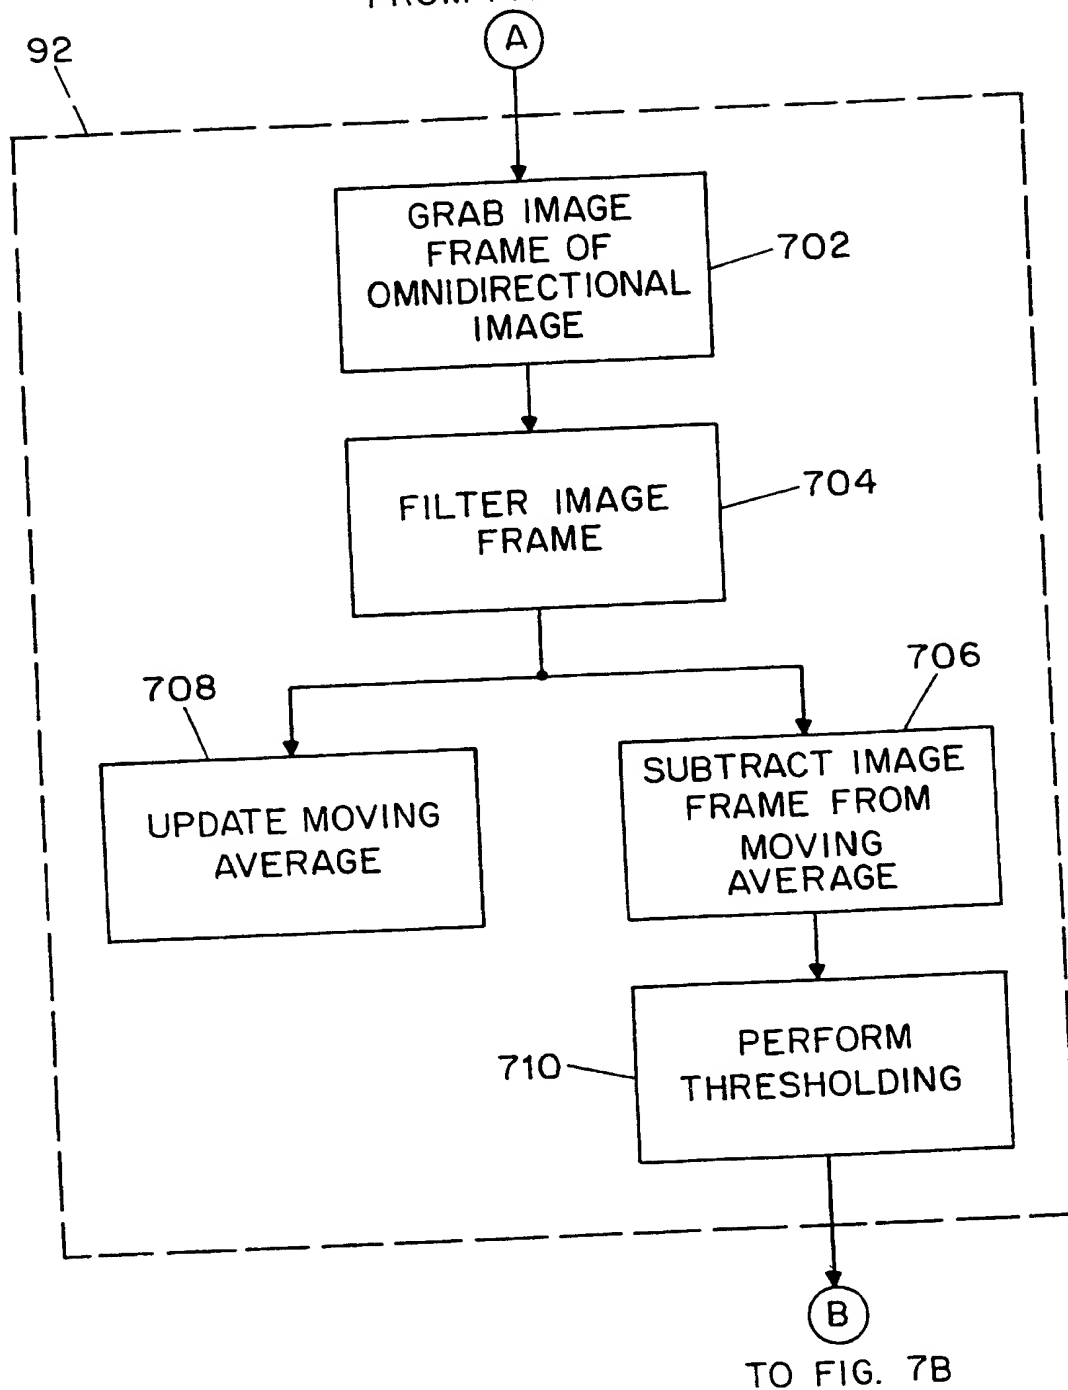 FROM
A
92
GRAB IMAGE
FRAME OF
OMNIDIRECTIONAL
IMAGE
702
FILTER IMAGE
FRAME
704
706
708
SUBTRACT IMAGE
FRAME FROM
MOVING
AVERAGE
UPDATE MOVING
AVERAGE
PERFORM
THRESHOLDING
710
B
TO FIG. 7B